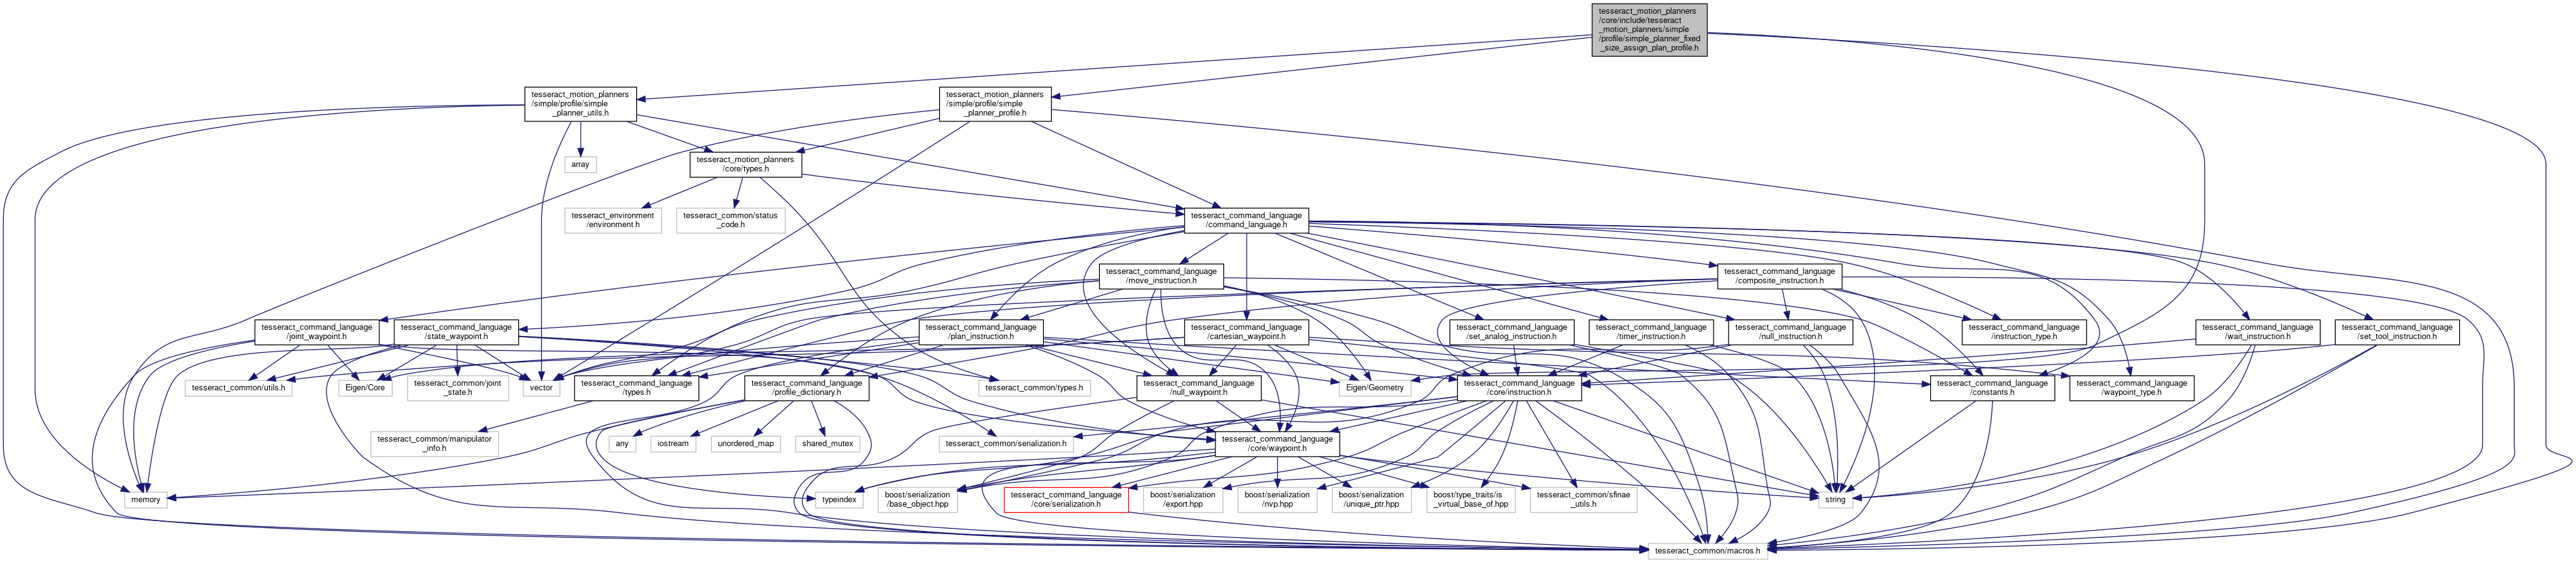 tesseract_motion_planners
/core/include/tesseract
_motion_planners/simple
/profile/simple_planner_fixed
_size_assign_plan_profile.h
tesseract_motion_planners
/simple/profile/simple
_planner_utils.h
tesseract_motion_planners
/simple/profile/simple
_planner_profile.h
array
tesseract_motion_planners
/core/types.h
tesseract_environment
/environment.h
tesseract_common/status
_code.h
tesseract_command_language
/command_language.h
tesseract_command_language
/move_instruction.h
tesseract_command_language
/composite_instruction.h
tesseract_command_language
/joint_waypoint.h
tesseract_command_language
/state_waypoint.h
tesseract_command_language
/plan_instruction.h
tesseract_command_language
/cartesian_waypoint.h
tesseract_command_language
/set_analog_instruction.h
tesseract_command_language
/timer_instruction.h
tesseract_command_language
/null_instruction.h
tesseract_command_language
/instruction_type.h
tesseract_command_language
/wait_instruction.h
tesseract_command_language
/set_tool_instruction.h
tesseract_common/utils.h
Eigen/Core
tesseract_common/joint
_state.h
vector
tesseract_command_language
/types.h
tesseract_command_language
/profile_dictionary.h
tesseract_common/types.h
tesseract_command_language
/null_waypoint.h
Eigen/Geometry
tesseract_command_language
/core/instruction.h
tesseract_command_language
/constants.h
tesseract_command_language
/waypoint_type.h
tesseract_common/manipulator
_info.h
any
iostream
unordered_map
shared_mutex
tesseract_common/serialization.h
tesseract_command_language
/core/waypoint.h
memory
typeindex
boost/serialization
/base_object.hpp
tesseract_command_language
/core/serialization.h
boost/serialization
/export.hpp
boost/serialization
/nvp.hpp
boost/serialization
/unique_ptr.hpp
boost/type_traits/is
_virtual_base_of.hpp
tesseract_common/sfinae
_utils.h
string
tesseract_common/macros.h